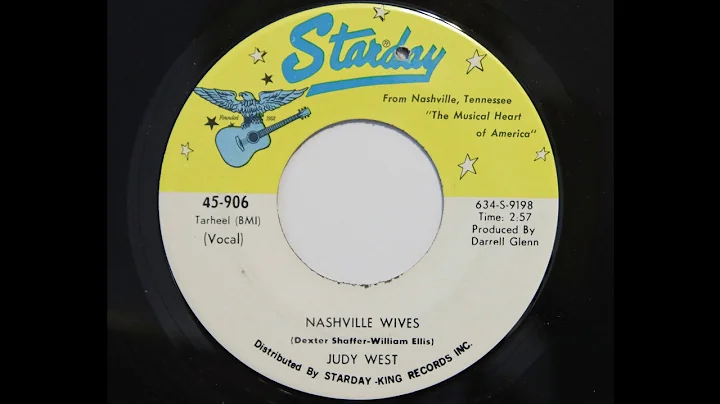 Starday®
From Nashville, Tennessee
"The Musical Heart
of America"
Founded
45-906
Tarheel (BMI)
(Vocal)
634-S-9198
Time: 2:57
Produced By
Darrell Glenn
NASHVILLE WIVES
(Dexter Shaffer-William Ellis)
JUDY WEST
Distributed By STARDAY-KING RECORDS INC.